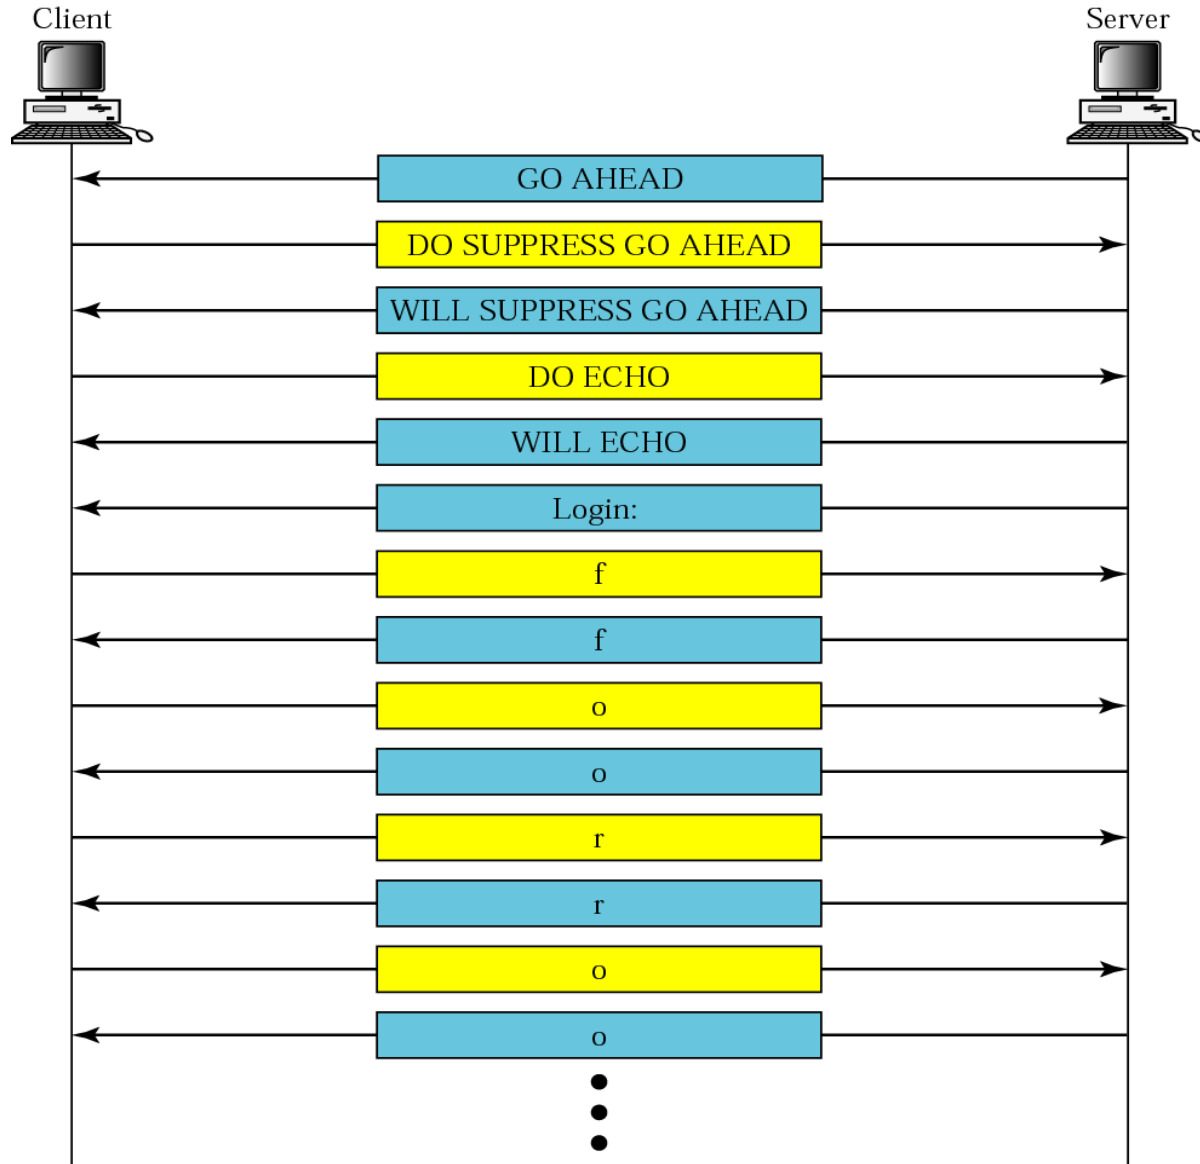 Client
Server
GO AHEAD
DO SUPPRESS GO AHEAD
WILL SUPPRESS GO AHEAD
DO ECHO
WILL ECHO
Login:
f
f
o
o
r
r
o
o